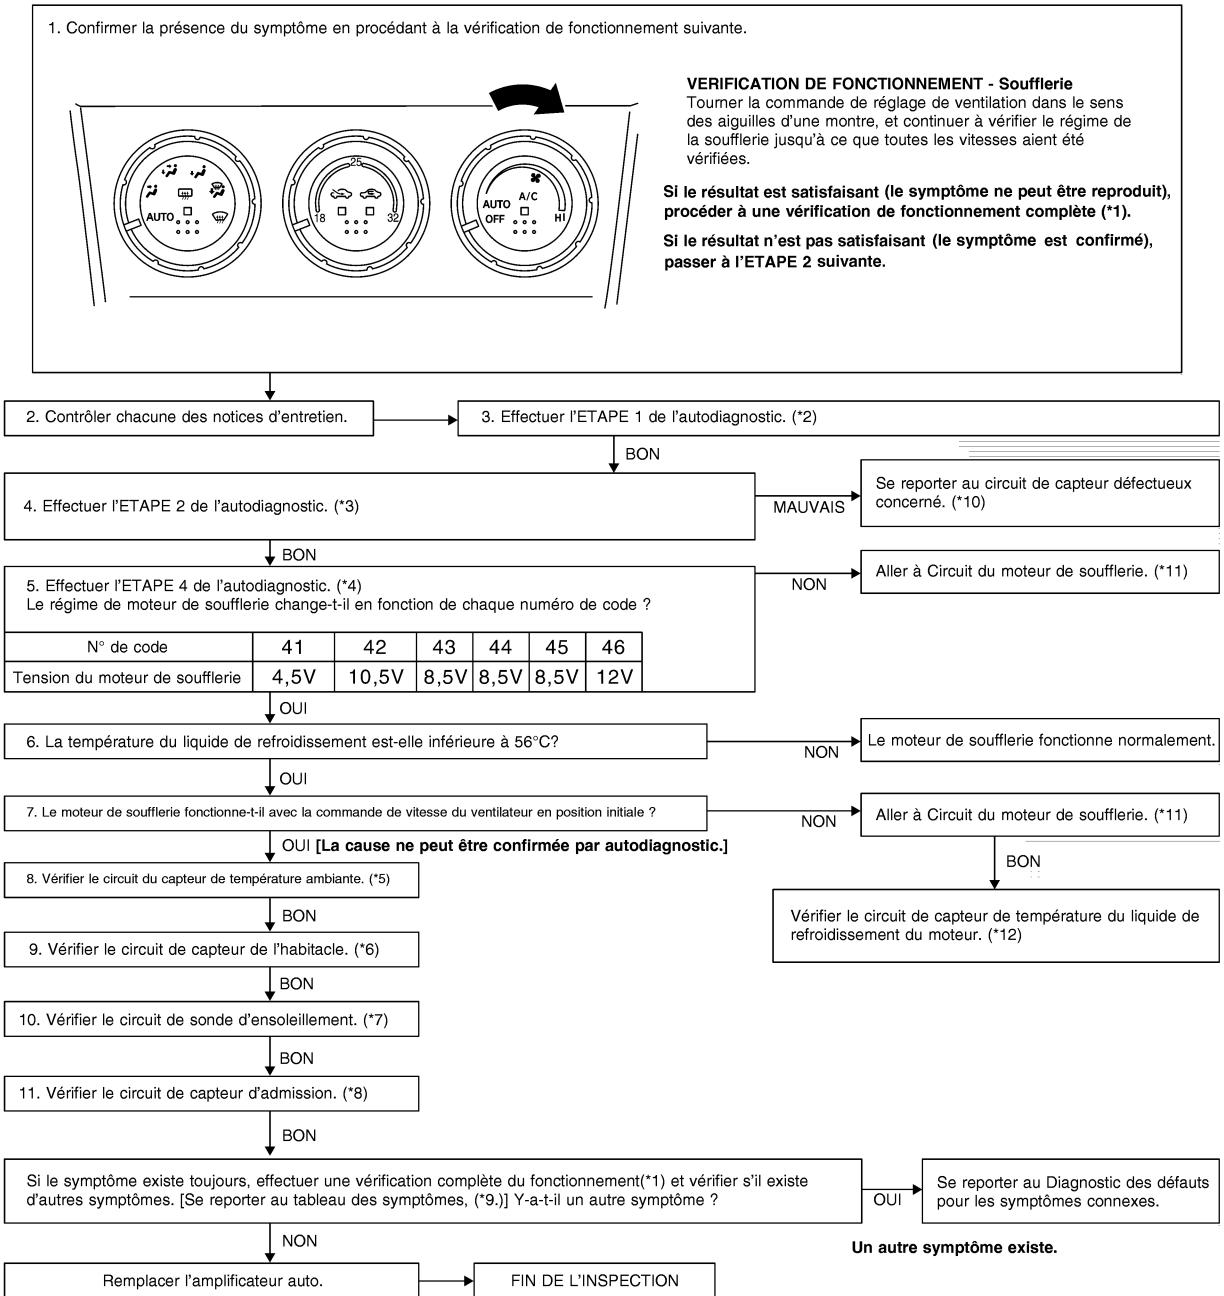 1. Confirmer la présence du symptôme en procédant à la vérification de fonctionnement suivante.
VERIFICATION DE FONCTIONNEMENT - Soufflerie
Tourner la commande de réglage de ventilation dans le sens
des aiguilles d'une montre, et continuer à vérifier le régime de
la soufflerie jusqu'à ce que toutes les vitesses aient été
vérifiées.
Si le résultat est satisfaisant (le symptôme ne peut être reproduit),
procéder à une vérification de fonctionnement complète (*1).
Si le résultat n'est pas satisfaisant (le symptôme est confirmé),
passer à l'ETAPE 2 suivante.
AUTO
25
18
32
A/C
AUTO
OFF
HI
2. Contrôler chacune des notices d'entretien.
3. Effectuer l'ETAPE 1 de l'autodiagnostic. (*2)
BON
4. Effectuer l'ETAPE 2 de l'autodiagnostic. (*3)
MAUVAIS
Se reporter au circuit de capteur défectueux
concerné. (*10)
BON
5. Effectuer l'ETAPE 4 de l'autodiagnostic. (*4)
Le régime de moteur de soufflerie change-t-il en fonction de chaque numéro de code ?
NON
Aller à Circuit du moteur de soufflerie. (*11)
N° de code 41 42 43 44 45 46
Tension du moteur de soufflerie 4,5V 10,5V 8,5V 8,5V 8,5V 12V
OUI
6. La température du liquide de refroidissement est-elle inférieure à 56°C?
NON
Le moteur de soufflerie fonctionne normalement.
OUI
7. Le moteur de soufflerie fonctionne-t-il avec la commande de vitesse du ventilateur en position initiale ?
NON
Aller à Circuit du moteur de soufflerie. (*11)
OUI [La cause ne peut être confirmée par autodiagnostic.]
BON
8. Vérifier le circuit du capteur de température ambiante. (*5)
Vérifier le circuit de capteur de température du liquide de
refroidissement du moteur. (*12)
BON
9. Vérifier le circuit de capteur de l'habitacle. (*6)
BON
10. Vérifier le circuit de sonde d'ensoleillement. (*7)
BON
11. Vérifier le circuit de capteur d'admission. (*8)
BON
Si le symptôme existe toujours, effectuer une vérification complète du fonctionnement(*1) et vérifier s'il existe
d'autres symptômes. [Se reporter au tableau des symptômes, (*9.)] Y-a-t-il un autre symptôme ?
OUI
Se reporter au Diagnostic des défauts
pour les symptômes connexes.
NON
Un autre symptôme existe.
Remplacer l'amplificateur auto.
FIN DE L'INSPECTION